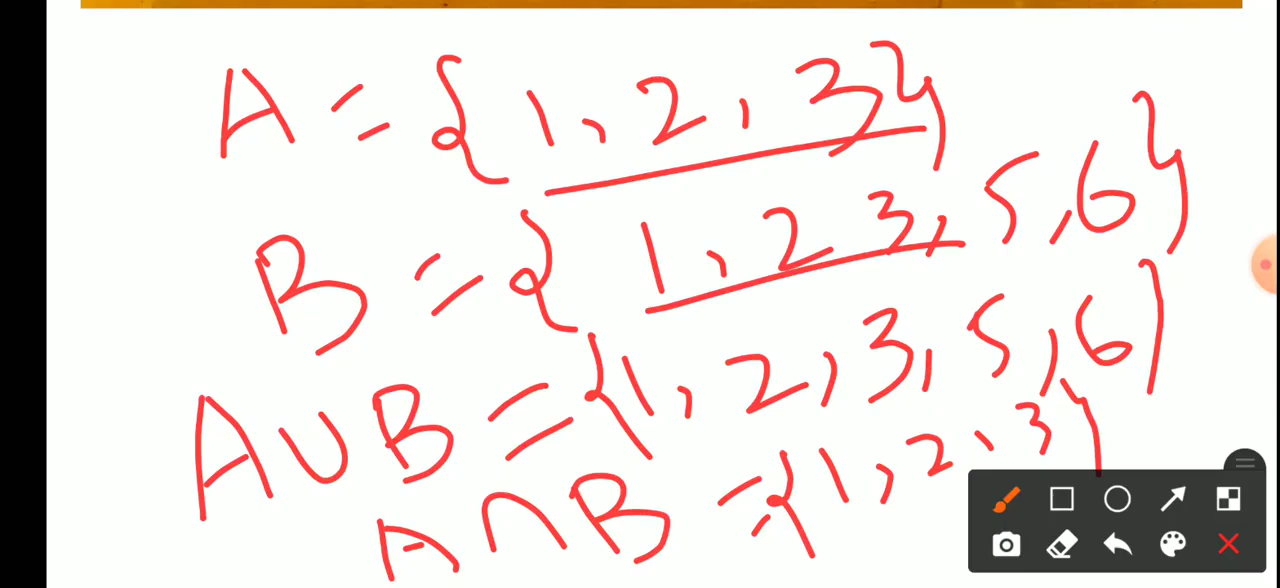 A = {1, 2, 3}
B = {1, 2 3, 5, 6}
A ∪ B = {1, 2, 3, 5, 6}
A ∩ B = {1, 2, 3}